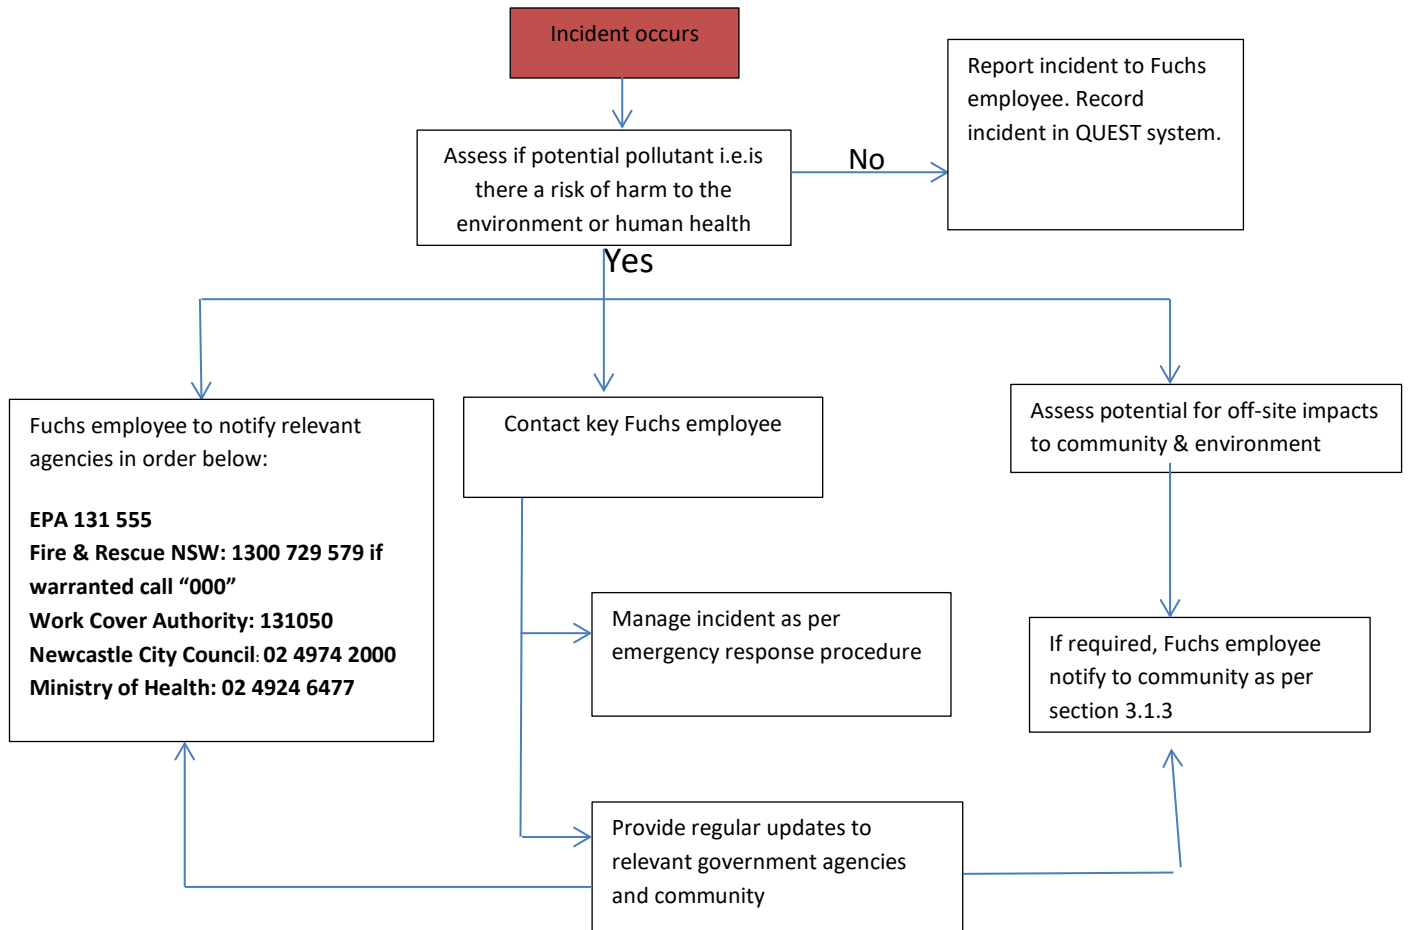 Incident occurs
Report incident to Fuchs
employee. Record
incident in QUEST system.
Assess if potential pollutant i.e.is
there a risk of harm to the
environment or human health
No
Yes
Fuchs employee to notify relevant
agencies in order below:
EPA 131 555
Fire & Rescue NSW: 1300 729 579 if
warranted call “000”
Work Cover Authority: 131050
Newcastle City Council: 02 4974 2000
Ministry of Health: 02 4924 6477
Contact key Fuchs employee
Assess potential for off-site impacts
to community & environment
Manage incident as per
emergency response procedure
If required, Fuchs employee
notify to community as per
section 3.1.3
Provide regular updates to
relevant government agencies
and community